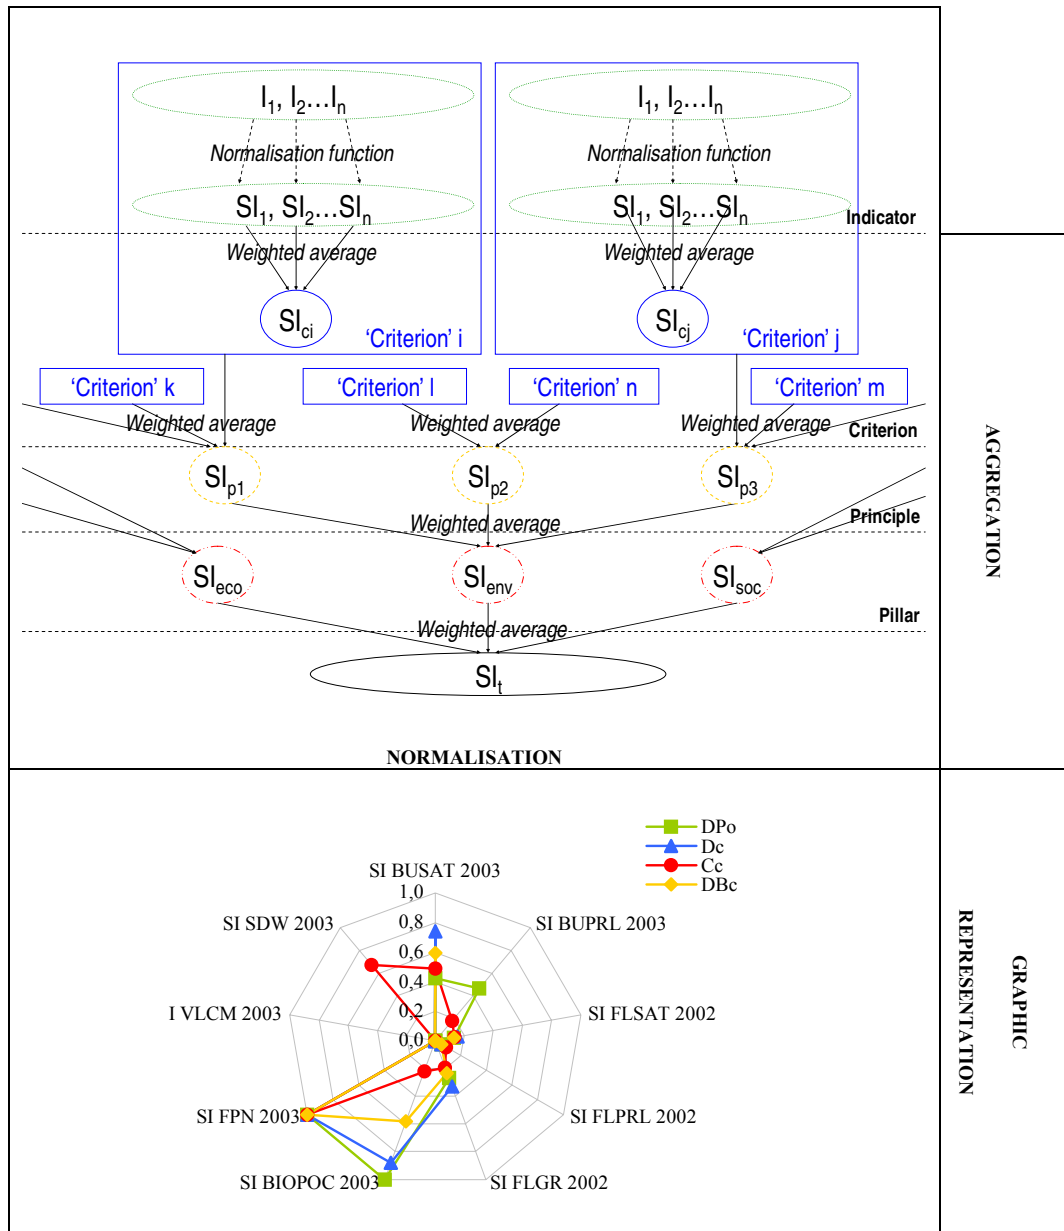 I1, I2…In I1, I2…In
Normalisation function Normalisation function
SI1, SI2…SIn SI1, SI2…SIn
Indicator
Weighted average Weighted average
SIci SIcj
'Criterion' i 'Criterion' j
'Criterion' k 'Criterion' l 'Criterion' n 'Criterion' m
Weighted average Weighted average Weighted average
Criterion
SIp1 SIp2 SIp3
Weighted average
Principle
SIeco SIenv SIsoc
Pillar
Weighted average
SIt
NORMALISATION
AGGREGATION
DPo
Dc
Cc
DBc
SI BUSAT 2003
1,0
0,8
0,6
0,4
0,2
0,0
SI BUPRL 2003
SI FLSAT 2002
SI FLPRL 2002
SI FLGR 2002
SI BIOPOC 2003
SI FPN 2003
I VLCM 2003
SI SDW 2003
GRAPHIC
REPRESENTATION